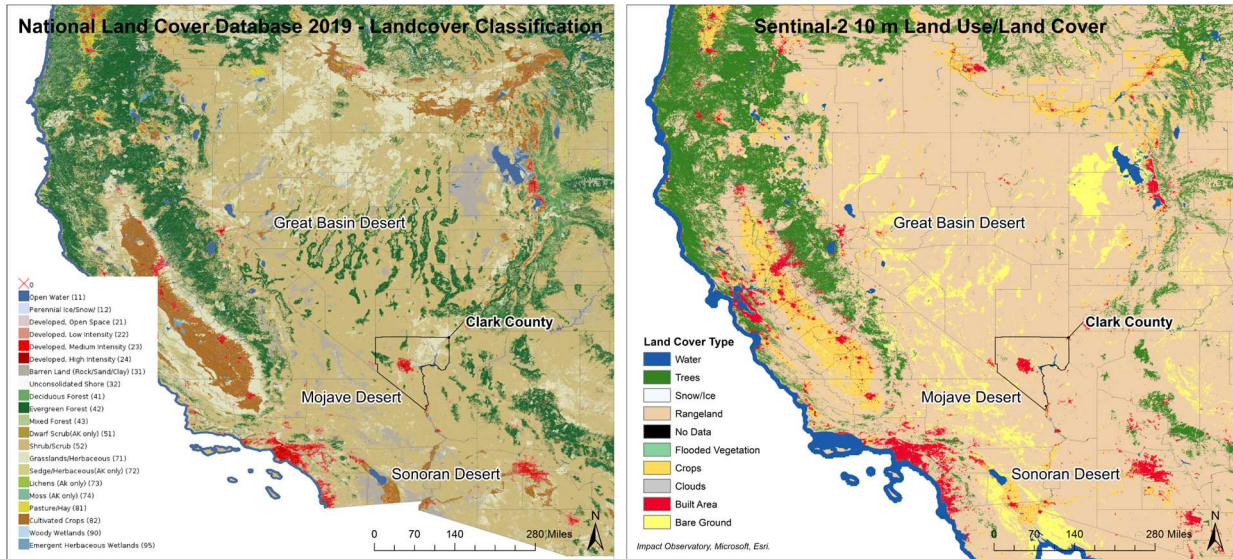 National Land Cover Database 2019 - Landcover Classification
Great Basin Desert
Clark County
Mojave Desert
Sonoran Desert
0
Open Water (11)
Perennial Ice/Snow/ (12)
Developed, Open Space (21)
Developed, Low Intensity (22)
Developed, Medium Intensity (23)
Developed, High Intensity (24)
Barren Land (Rock/Sand/Clay) (31)
Unconsolidated Shore (32)
Deciduous Forest (41)
Evergreen Forest (42)
Mixed Forest (43)
Dwarf Scrub(AK only) (51)
Shrub/Scrub (52)
Grasslands/Herbaceous (71)
Sedge/Herbaceous(AK only) (72)
Lichens (AK only) (73)
Moss (AK only) (74)
Pasture/Hay (81)
Cultivated Crops (82)
Woody Wetlands (90)
Emergent Herbaceous Wetlands (95)
N
0 70 140 280 Miles
Sentinel-2 10 m Land Use/Land Cover
Great Basin Desert
Clark County
Mojave Desert
Sonoran Desert
Land Cover Type
Water
Trees
Snow/Ice
Rangeland
No Data
Flooded Vegetation
Crops
Clouds
Built Area
Bare Ground
Impact Observatory, Microsoft, Esri.
N
0 70 140 280 Miles